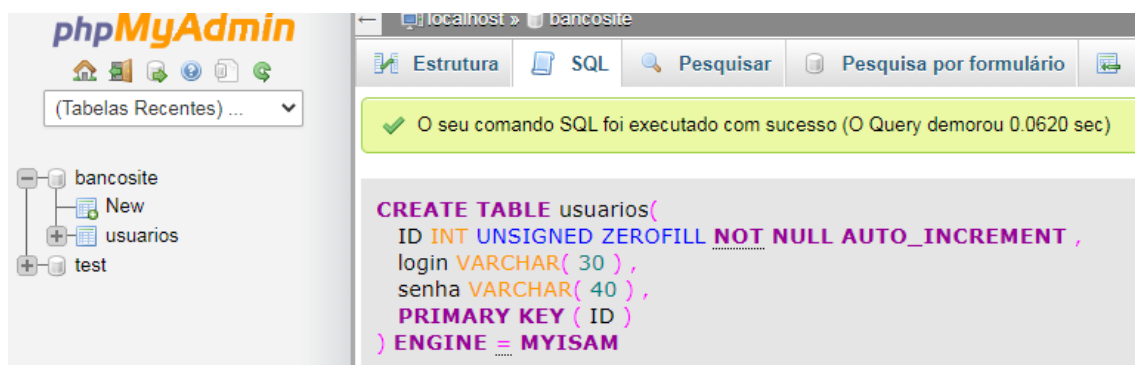 phpMyAdmin
(Tabelas Recentes) ...
bancosite
New
usuarios
test
localhost » bancosite
Estrutura SQL Pesquisar Pesquisa por formulário
O seu comando SQL foi executado com sucesso (O Query demorou 0.0620 sec)
CREATE TABLE usuarios(
ID INT UNSIGNED ZEROFILL NOT NULL AUTO_INCREMENT ,
login VARCHAR( 30 ) ,
senha VARCHAR( 40 ) ,
PRIMARY KEY ( ID )
) ENGINE = MYISAM